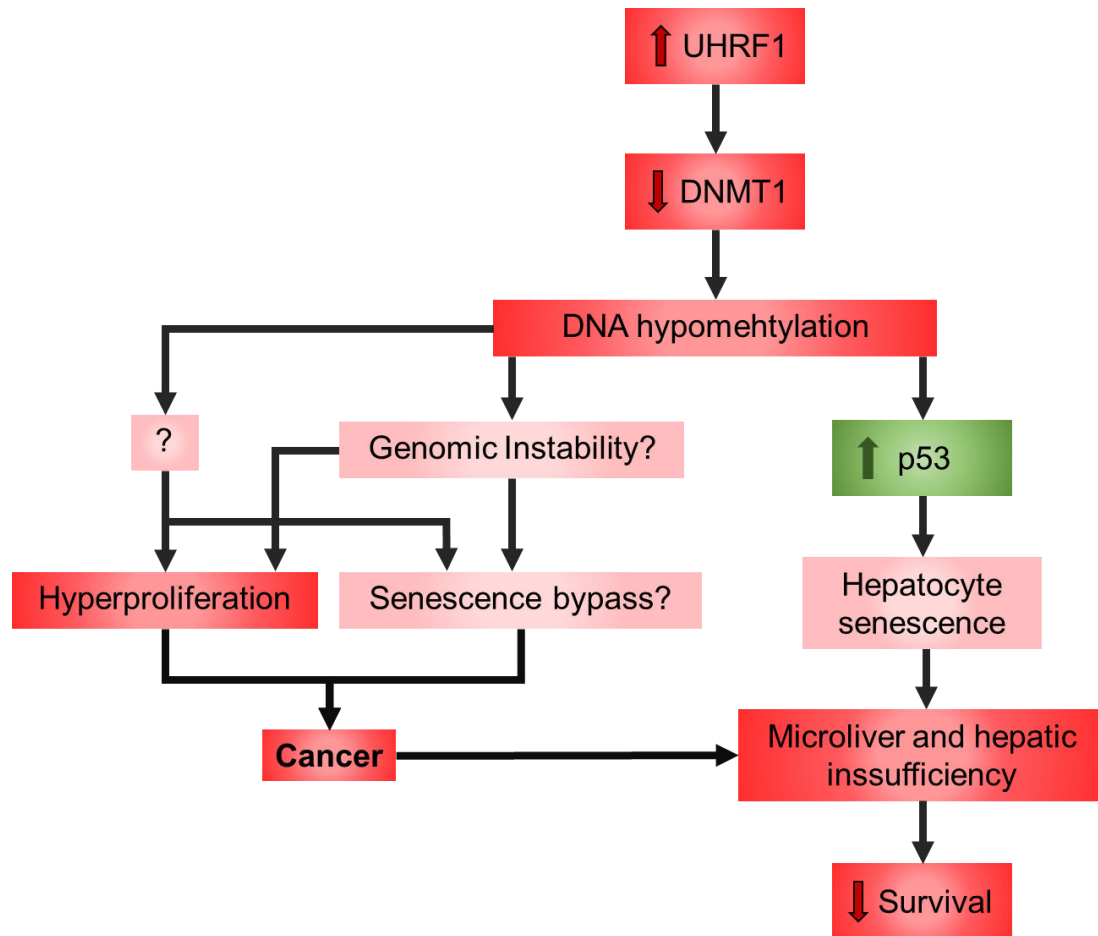 UHRF1
DNMT1
DNA hypomehtylation
?
Genomic Instability?
p53
Hyperproliferation
Senescence bypass?
Hepatocyte
senescence
Cancer
Microliver and hepatic
inssufficiency
Survival